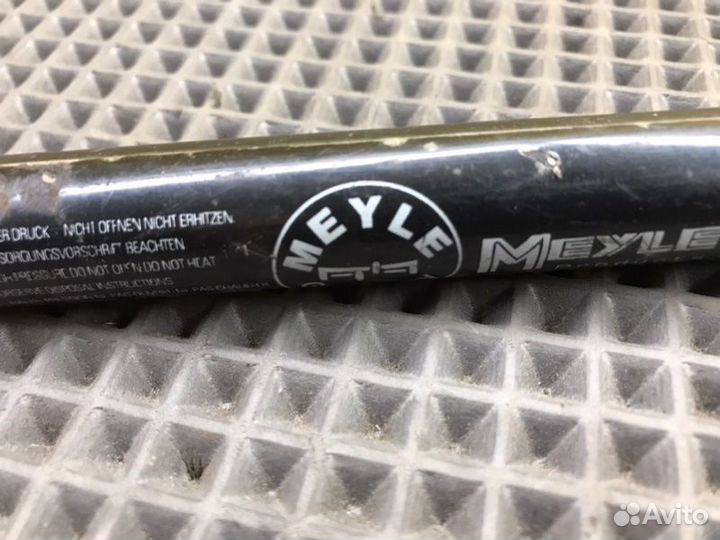 ER DRUCK - NICHT ÖFFNEN NICHT ERHITZEN.
SORGUNGSVORSCHRIFT BEACHTEN
PRESSURE DO NOT OPEN DO NOT HEAT
DISPOSAL INSTRUCTIONS
MEYLE
MEYLE
Avito